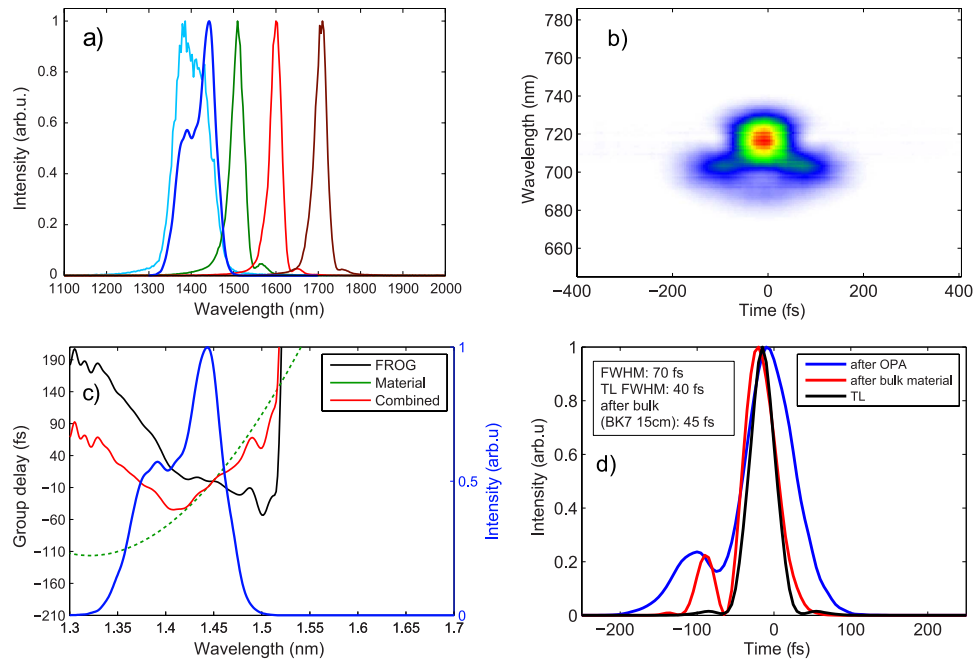 a)
Intensity (arb.u.)
1
0.8
0.6
0.4
0.2
0
1100 1200 1300 1400 1500 1600 1700 1800 1900 2000
Wavelength (nm)
b)
Wavelength (nm)
780
760
740
720
700
680
660
−400 −200 0 200 400
Time (fs)
c)
Group delay (fs)
210
190
140
90
40
−10
−60
−110
−160
−210
1.3 1.35 1.4 1.45 1.5 1.55 1.6 1.65 1.7
Wavelength (nm)
FROG
Material
Combined
1
0.5
0
Intensity (arb.u)
d)
Intensity (arb.u)
1
0.8
0.6
0.4
0.2
0
−200 −100 0 100 200
Time (fs)
FWHM: 70 fs
TL FWHM: 40 fs
after bulk
(BK7 15cm): 45 fs
after OPA
after bulk material
TL